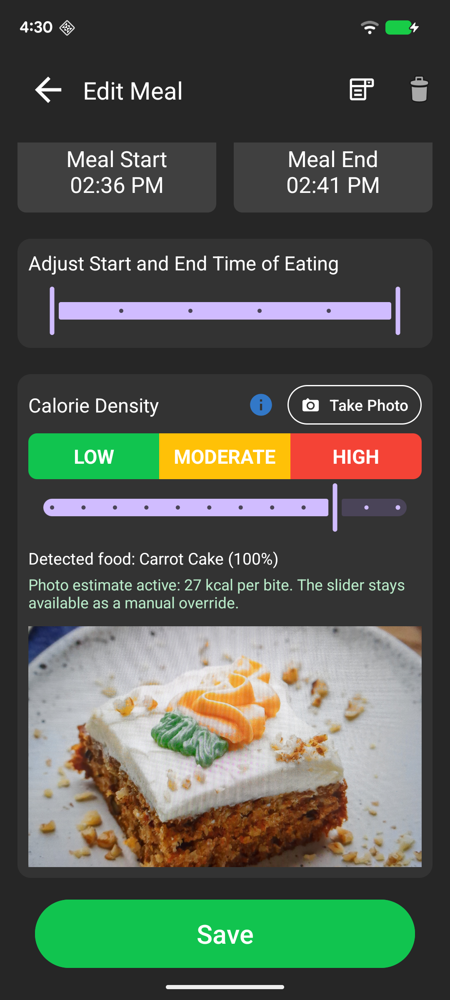 4:30
Edit Meal
Meal Start
02:36 PM
Meal End
02:41 PM
Adjust Start and End Time of Eating
Calorie Density
i
Take Photo
LOW
MODERATE
HIGH
Detected food: Carrot Cake (100%)
Photo estimate active: 27 kcal per bite. The slider stays
available as a manual override.
Save